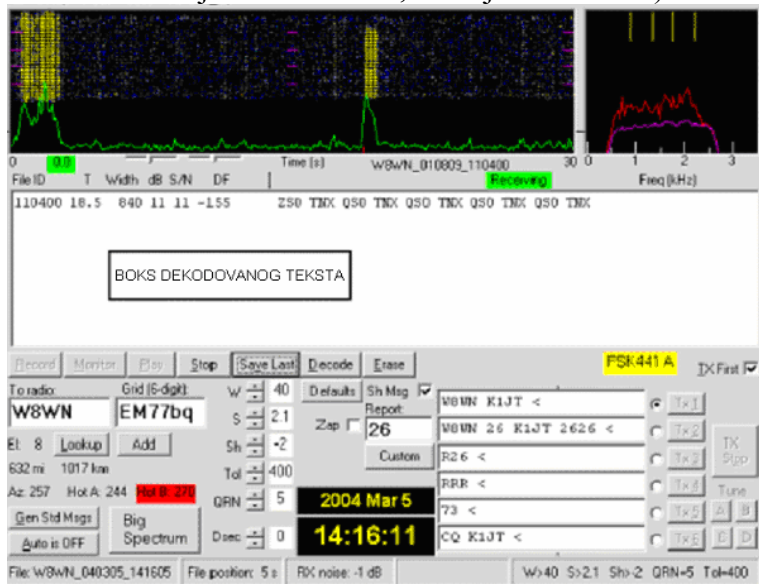 0 0.0 Time (s) W8WN_010809_110400 30 0 1 2 3
FileID T Width dB S/N DF Receiving Freq (kHz)
110400 18.5 840 11 11 -155 ZS0 TNX QSO TNX QSO TNX QSO TNX QSO TNX
BOKS DEKODOVANOG TEKSTA
Record Monitor Play Stop Save Last Decode Erase FSK441 A TX First
To radio: Grid (6-digit): W 40 Defaults Sh Msg
W8WN EM77bq S 2.1 Zap Report: 26
W8WN K1JT < Tx1
W8WN 26 K1JT 2626 < Tx2
El: 8 Lookup Add Sh -2 Custom R26 < Tx3 TX Stop
632 mi 1017 km Tol 400 RRR < Tx4 Tune
Az: 257 Hot A: 244 Hot B: 270 QRN 5 2004 Mar 5 73 < Tx5 A B
Gen Std Msgs Big Spectrum
Auto is OFF Dsec 0 14:16:11 CQ K1JT < Tx6 C D
File: W8WN_040305_141605 File position: 5 s RX noise: -1 dB W>40 S>2.1 Sh>-2 QRN=5 Tol=400